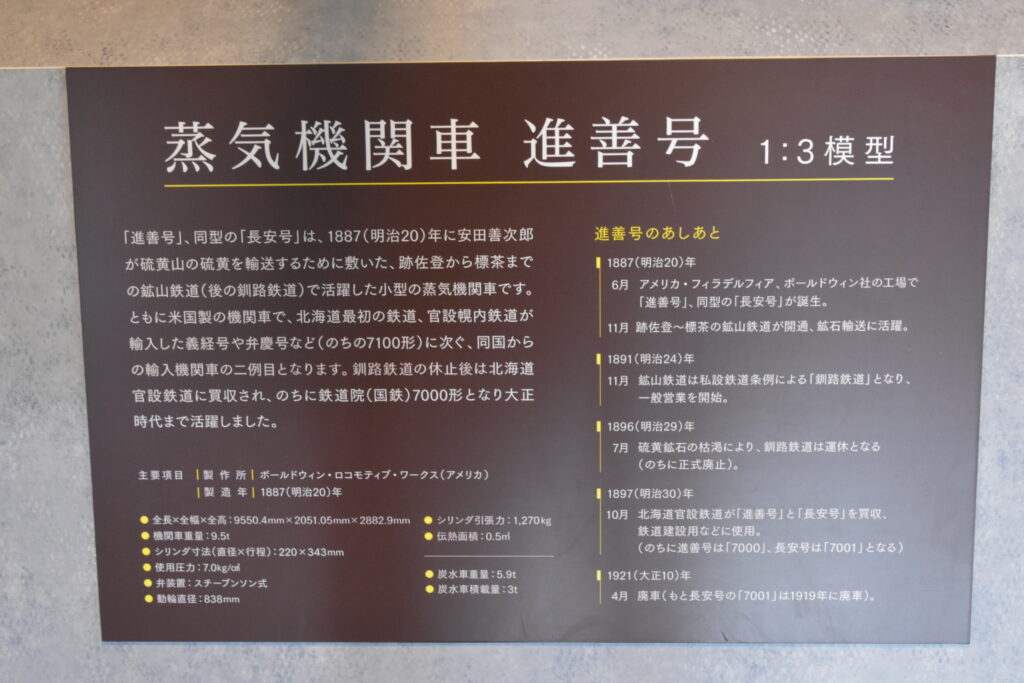 蒸気機関車 進善号 1:3模型
「進善号」、同型の「長安号」は、1887(明治20)年に安田善次郎
が硫黄山の硫黄を輸送するために敷いた、跡佐登から標茶まで
の鉱山鉄道(後の釧路鉄道)で活躍した小型の蒸気機関車です。
ともに米国製の機関車で、北海道最初の鉄道、官設幌内鉄道が
輸入した義経号や弁慶号など(のちの7100形)に次ぐ、同国から
の輸入機関車の二例目となります。釧路鉄道の休止後は北海道
官設鉄道に買収され、のちに鉄道院(国鉄)7000形となり大正
時代まで活躍しました。
主要項目 | 製作所 | ボールドウィン・ロコモティブ・ワークス(アメリカ)
| 製造年 | 1887(明治20)年
●全長×全幅×全高:9550.4mm×2051.05mm×2882.9mm
●機関車重量:9.5t
●シリンダ寸法(直径×行程):220×343mm
●使用圧力:7.0kg/c㎡
●弁装置:スチーブンソン式
●動輪直径:838mm
●シリンダ引張力:1,270kg
●伝熱面積:0.5㎡
●炭水車重量:5.9t
●炭水車積載量:3t
進善号のあしあと
1887(明治20)年
6月 アメリカ・フィラデルフィア、ボールドウィン社の工場で
「進善号」、同型の「長安号」が誕生。
11月 跡佐登〜標茶の鉱山鉄道が開通、鉱石輸送に活躍。
1891(明治24)年
11月 鉱山鉄道は私設鉄道条例による「釧路鉄道」となり、
一般営業を開始。
1896(明治29)年
7月 硫黄鉱石の枯渇により、釧路鉄道は運休となる
(のちに正式廃止)。
1897(明治30)年
10月 北海道官設鉄道が「進善号」と「長安号」を買収、
鉄道建設用などに使用。
(のちに進善号は「7000」、長安号は「7001」となる)
1921(大正10)年
4月 廃車(もと長安号の「7001」は1919年に廃車)。